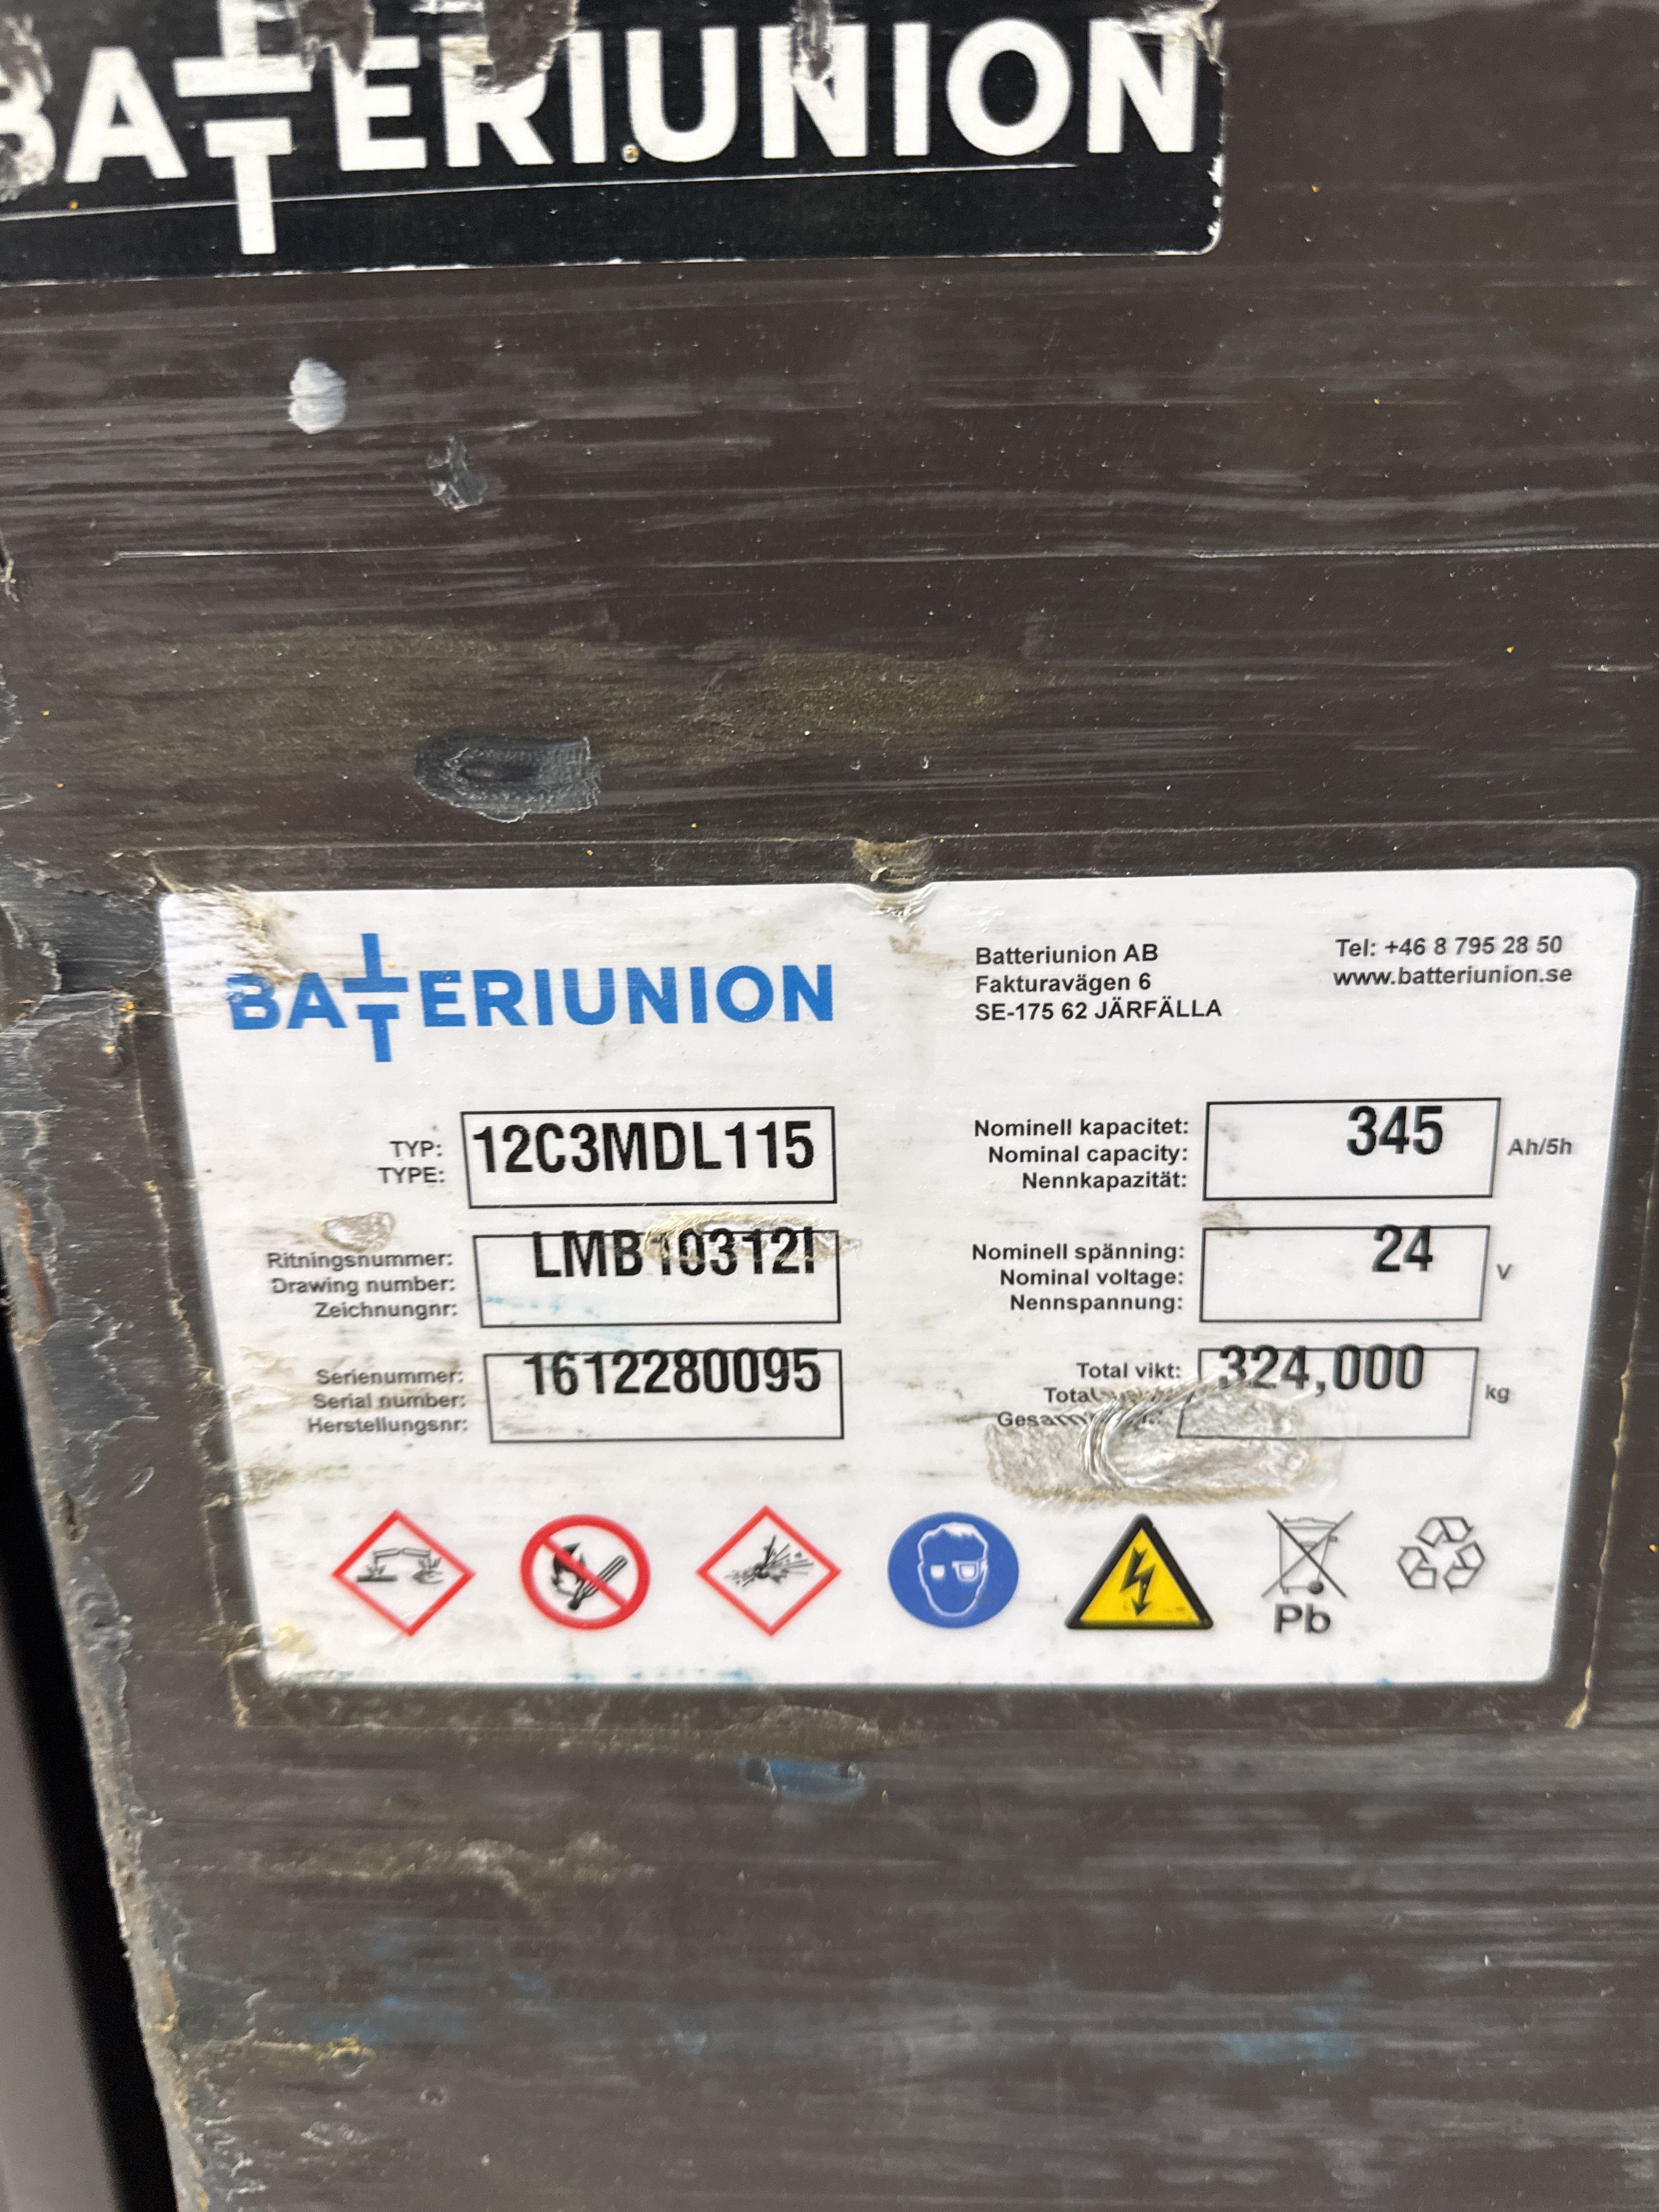 BATTERIUNION
BATTERIUNION
Batteriunion AB
Fakturavägen 6
SE-175 62 JÄRFÄLLA
Tel: +46 8 795 28 50
www.batteriunion.se
TYP:
TYPE:
12C3MDL115
Ritningsnummer:
Drawing number:
Zeichnungnr:
LMB10312I
Serienummer:
Serial number:
Herstellungsnr:
1612280095
Nominell kapacitet:
Nominal capacity:
Nennkapazität:
345
Ah/5h
Nominell spänning:
Nominal voltage:
Nennspannung:
24
V
Total vikt:
Total
324,000
kg
Pb